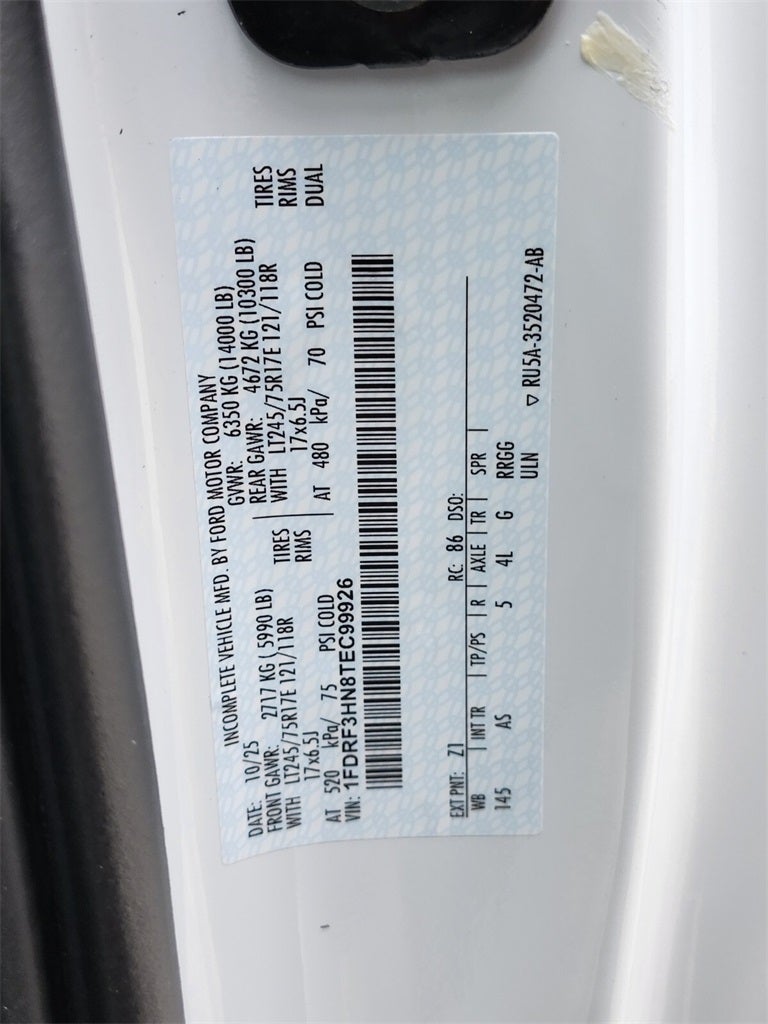 INCOMPLETE VEHICLE MFD. BY FORD MOTOR COMPANY
DATE: 10/25 GVWR: 6350 KG (14000 LB)
FRONT GAWR: 2717 KG ( 5990 LB) REAR GAWR: 4672 KG (10300 LB)
WITH LT245/75R17E 121/118R TIRES WITH LT245/75R17E 121/118R TIRES
17x6.5J RIMS 17x6.5J RIMS
AT 520 kPa/ 75 PSI COLD AT 480 kPa/ 70 PSI COLD DUAL
VIN: 1FDRF3HN8TEC99926
EXT PNT: Z1 RC: 86 DSO:
WB | INT TR | TP/PS | R | AXLE | TR | SPR |
145 AS 5 4L G RRGG
ULN
▽ RU5A-3520472-AB